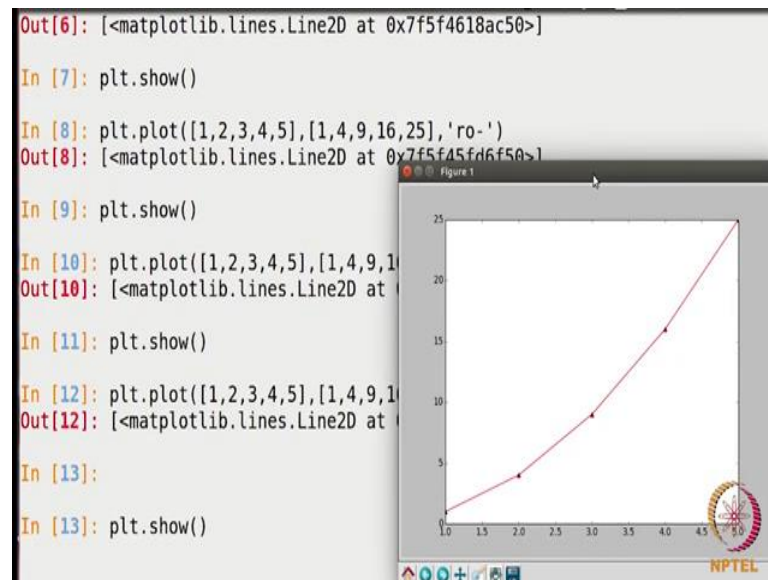 Out[6]: [<matplotlib.lines.Line2D at 0x7f5f4618ac50>]
In [7]: plt.show()
In [8]: plt.plot([1,2,3,4,5],[1,4,9,16,25],'ro-')
Out[8]: [<matplotlib.lines.Line2D at 0x7f5f45fd6f50>]
Figure 1
In [9]: plt.show()
In [10]: plt.plot([1,2,3,4,5],[1,4,9,1
Out[10]: [<matplotlib.lines.Line2D at
In [11]: plt.show()
In [12]: plt.plot([1,2,3,4,5],[1,4,9,1
Out[12]: [<matplotlib.lines.Line2D at
In [13]:
In [13]: plt.show()
25
20
15
10
5
0
1.0 1.5 2.0 2.5 3.0 3.5 4.0 4.5 5.0
NPTEL